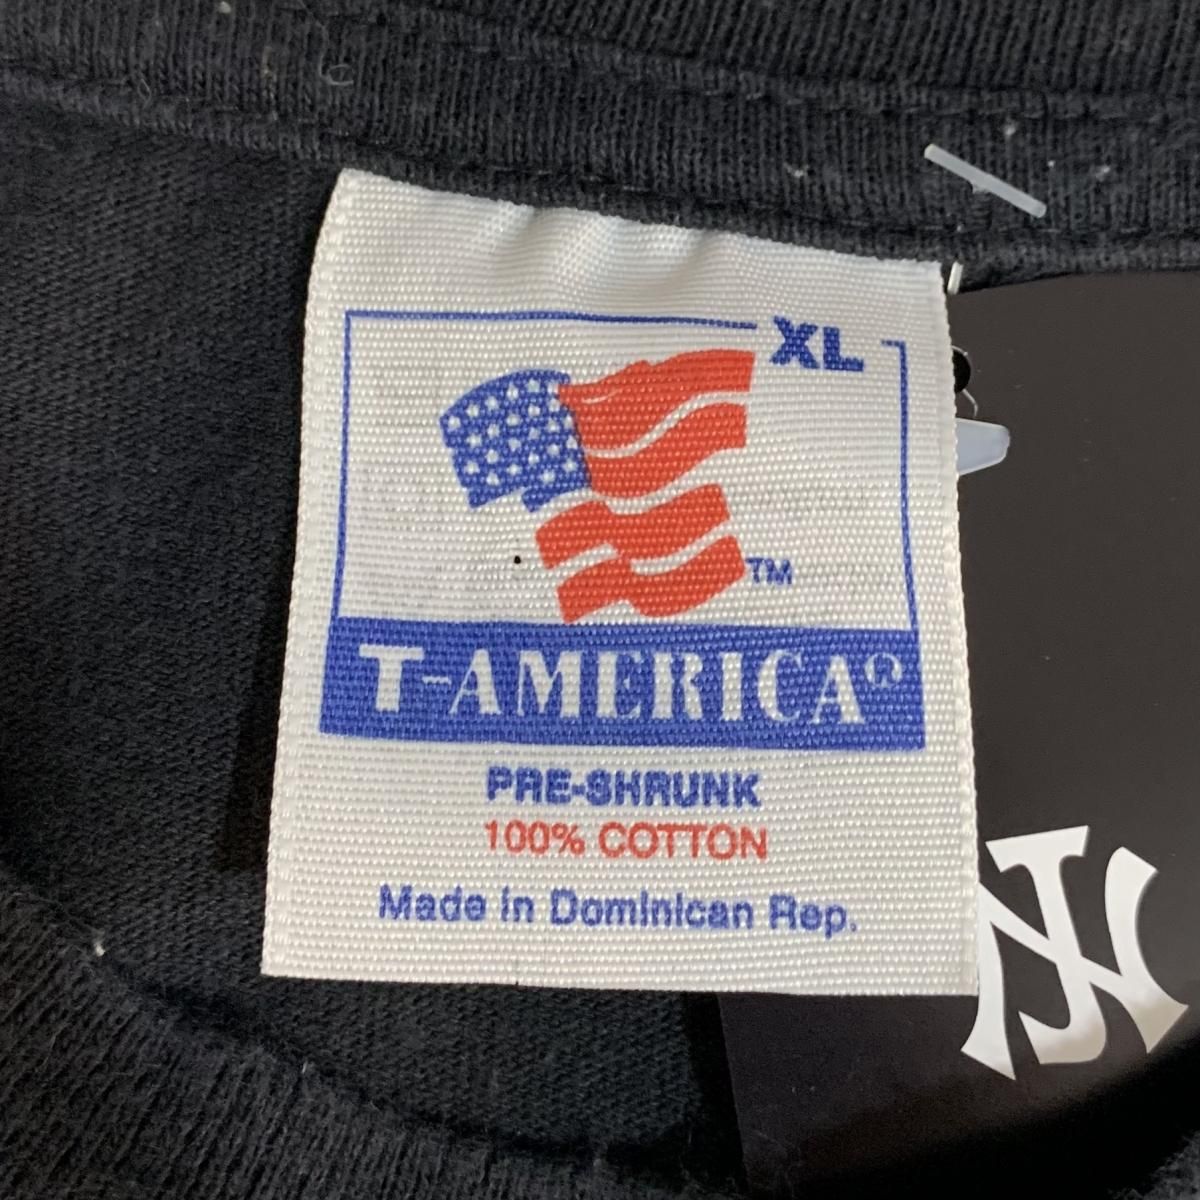 XL
TM
T-AMERICA®
PRE-SHRUNK
100% COTTON
Made in Dominican Rep.